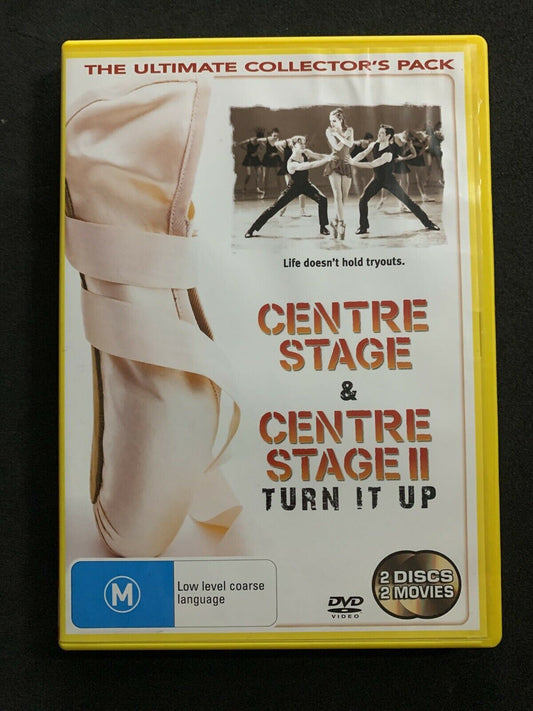 THE ULTIMATE COLLECTOR'S PACK
Life doesn't hold tryouts.
CENTRE
STAGE
&
CENTRE
STAGE II
TURN IT UP
M
Low level coarse
language
DVD
VIDEO
2 DISCS
2 MOVIES